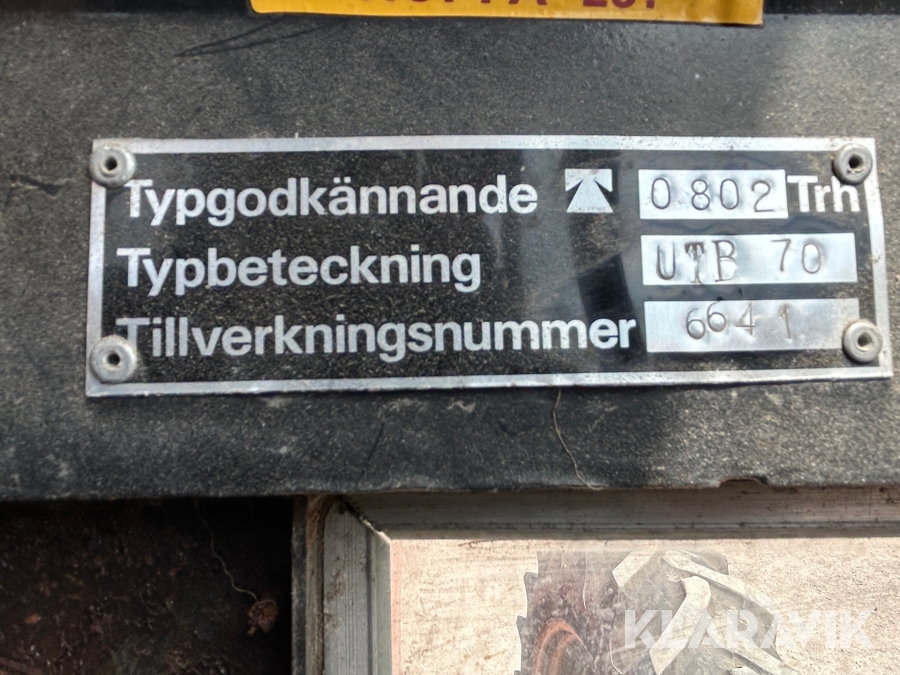 Typgodkännande 0802 Trh
Typbeteckning UTB 70
Tillverkningsnummer 6641
KLARAVIK